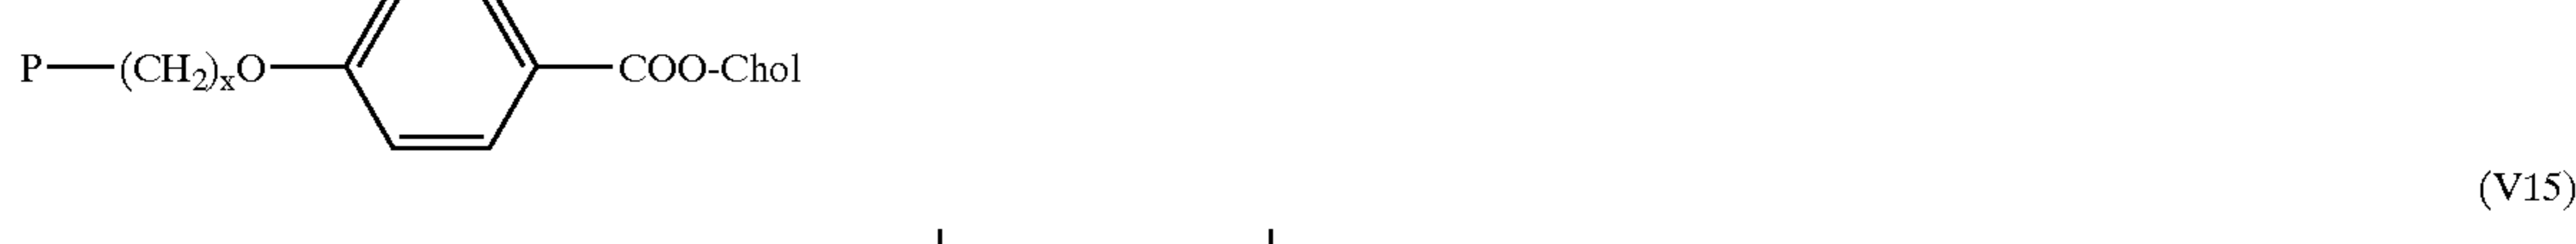 P—(CH₂)ₓO—COO-Chol
(V15)